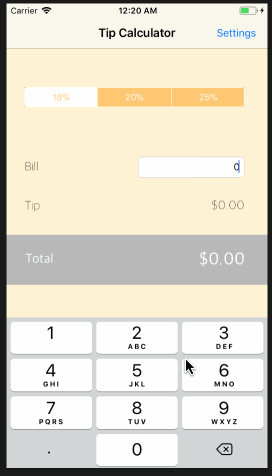 Carrier 12:20 AM
Tip Calculator Settings
18% 20% 25%
Bill 0
Tip $0.00
Total $0.00
1 2 3
ABC DEF
4 5 6
GHI JKL MNO
7 8 9
PQRS TUV WXYZ
. 0